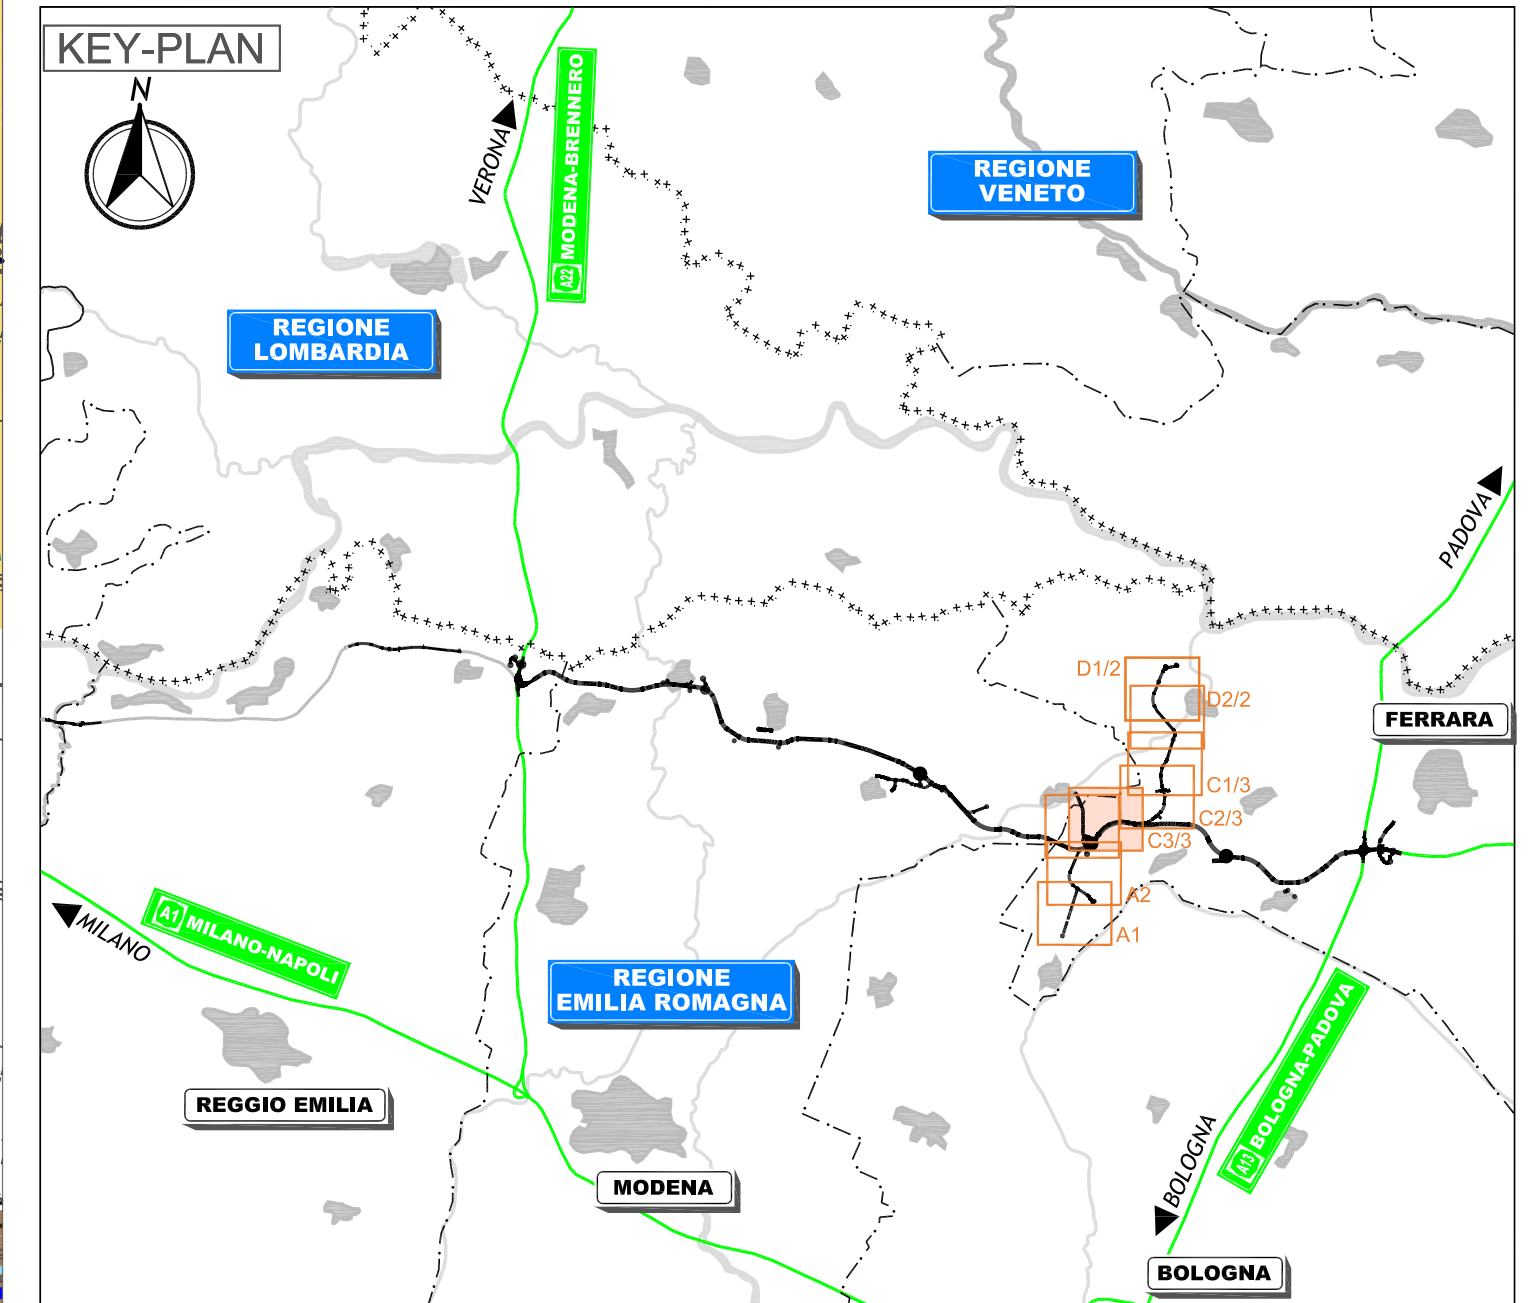 KEY-PLAN
N
VERONA
A22 MODENA-BRENNERO
REGIONE
VENETO
REGIONE
LOMBARDIA
PADOVA
D1/2
D2/2
FERRARA
C1/3
C2/3
C3/3
A2
A1
MILANO
A1 MILANO-NAPOLI
REGIONE
EMILIA ROMAGNA
A13 BOLOGNA-PADOVA
REGGIO EMILIA
MODENA
BOLOGNA
BOLOGNA